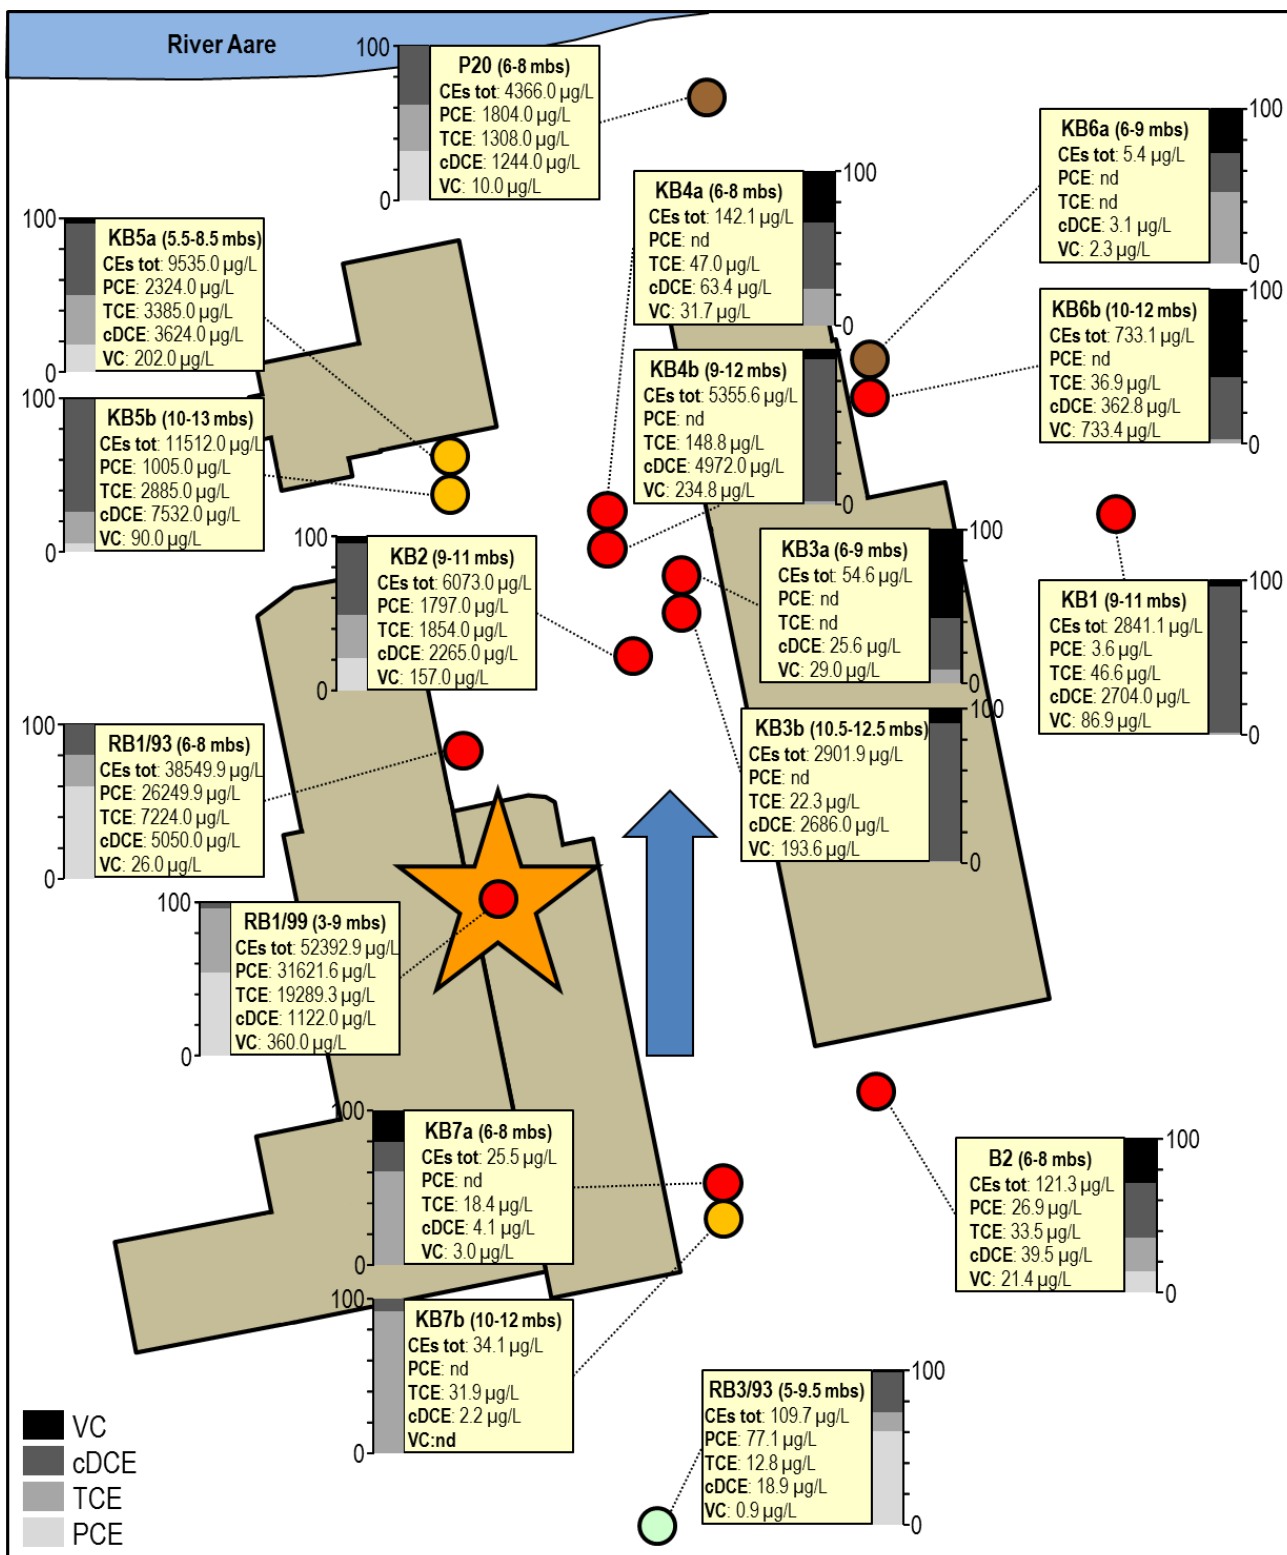 River Aare
100
0
P20 (6-8 mbs)
CEs tot: 4366.0 µg/L
PCE: 1804.0 µg/L
TCE: 1308.0 µg/L
cDCE: 1244.0 µg/L
VC: 10.0 µg/L
KB6a (6-9 mbs)
CEs tot: 5.4 µg/L
PCE: nd
TCE: nd
cDCE: 3.1 µg/L
VC: 2.3 µg/L
100
0
KB4a (6-8 mbs)
CEs tot: 142.1 µg/L
PCE: nd
TCE: 47.0 µg/L
cDCE: 63.4 µg/L
VC: 31.7 µg/L
100
0
100
0
KB5a (5.5-8.5 mbs)
CEs tot: 9535.0 µg/L
PCE: 2324.0 µg/L
TCE: 3385.0 µg/L
cDCE: 3624.0 µg/L
VC: 202.0 µg/L
KB6b (10-12 mbs)
CEs tot: 733.1 µg/L
PCE: nd
TCE: 36.9 µg/L
cDCE: 362.8 µg/L
VC: 733.4 µg/L
100
0
KB4b (9-12 mbs)
CEs tot: 5355.6 µg/L
PCE: nd
TCE: 148.8 µg/L
cDCE: 4972.0 µg/L
VC: 234.8 µg/L
100
0
100
0
KB5b (10-13 mbs)
CEs tot: 11512.0 µg/L
PCE: 1005.0 µg/L
TCE: 2885.0 µg/L
cDCE: 7532.0 µg/L
VC: 90.0 µg/L
100
0
KB2 (9-11 mbs)
CEs tot: 6073.0 µg/L
PCE: 1797.0 µg/L
TCE: 1854.0 µg/L
cDCE: 2265.0 µg/L
VC: 157.0 µg/L
KB3a (6-9 mbs)
CEs tot: 54.6 µg/L
PCE: nd
TCE: nd
cDCE: 25.6 µg/L
VC: 29.0 µg/L
100
0
KB1 (9-11 mbs)
CEs tot: 2841.1 µg/L
PCE: 3.6 µg/L
TCE: 46.6 µg/L
cDCE: 2704.0 µg/L
VC: 86.9 µg/L
100
0
KB3b (10.5-12.5 mbs)
CEs tot: 2901.9 µg/L
PCE: nd
TCE: 22.3 µg/L
cDCE: 2686.0 µg/L
VC: 193.6 µg/L
100
0
100
0
RB1/93 (6-8 mbs)
CEs tot: 38549.9 µg/L
PCE: 26249.9 µg/L
TCE: 7224.0 µg/L
cDCE: 5050.0 µg/L
VC: 26.0 µg/L
100
0
RB1/99 (3-9 mbs)
CEs tot: 52392.9 µg/L
PCE: 31621.6 µg/L
TCE: 19289.3 µg/L
cDCE: 1122.0 µg/L
VC: 360.0 µg/L
100
0
KB7a (6-8 mbs)
CEs tot: 25.5 µg/L
PCE: nd
TCE: 18.4 µg/L
cDCE: 4.1 µg/L
VC: 3.0 µg/L
B2 (6-8 mbs)
CEs tot: 121.3 µg/L
PCE: 26.9 µg/L
TCE: 33.5 µg/L
cDCE: 39.5 µg/L
VC: 21.4 µg/L
100
0
100
0
KB7b (10-12 mbs)
CEs tot: 34.1 µg/L
PCE: nd
TCE: 31.9 µg/L
cDCE: 2.2 µg/L
VC:nd
RB3/93 (5-9.5 mbs)
CEs tot: 109.7 µg/L
PCE: 77.1 µg/L
TCE: 12.8 µg/L
cDCE: 18.9 µg/L
VC: 0.9 µg/L
100
0
VC
cDCE
TCE
PCE